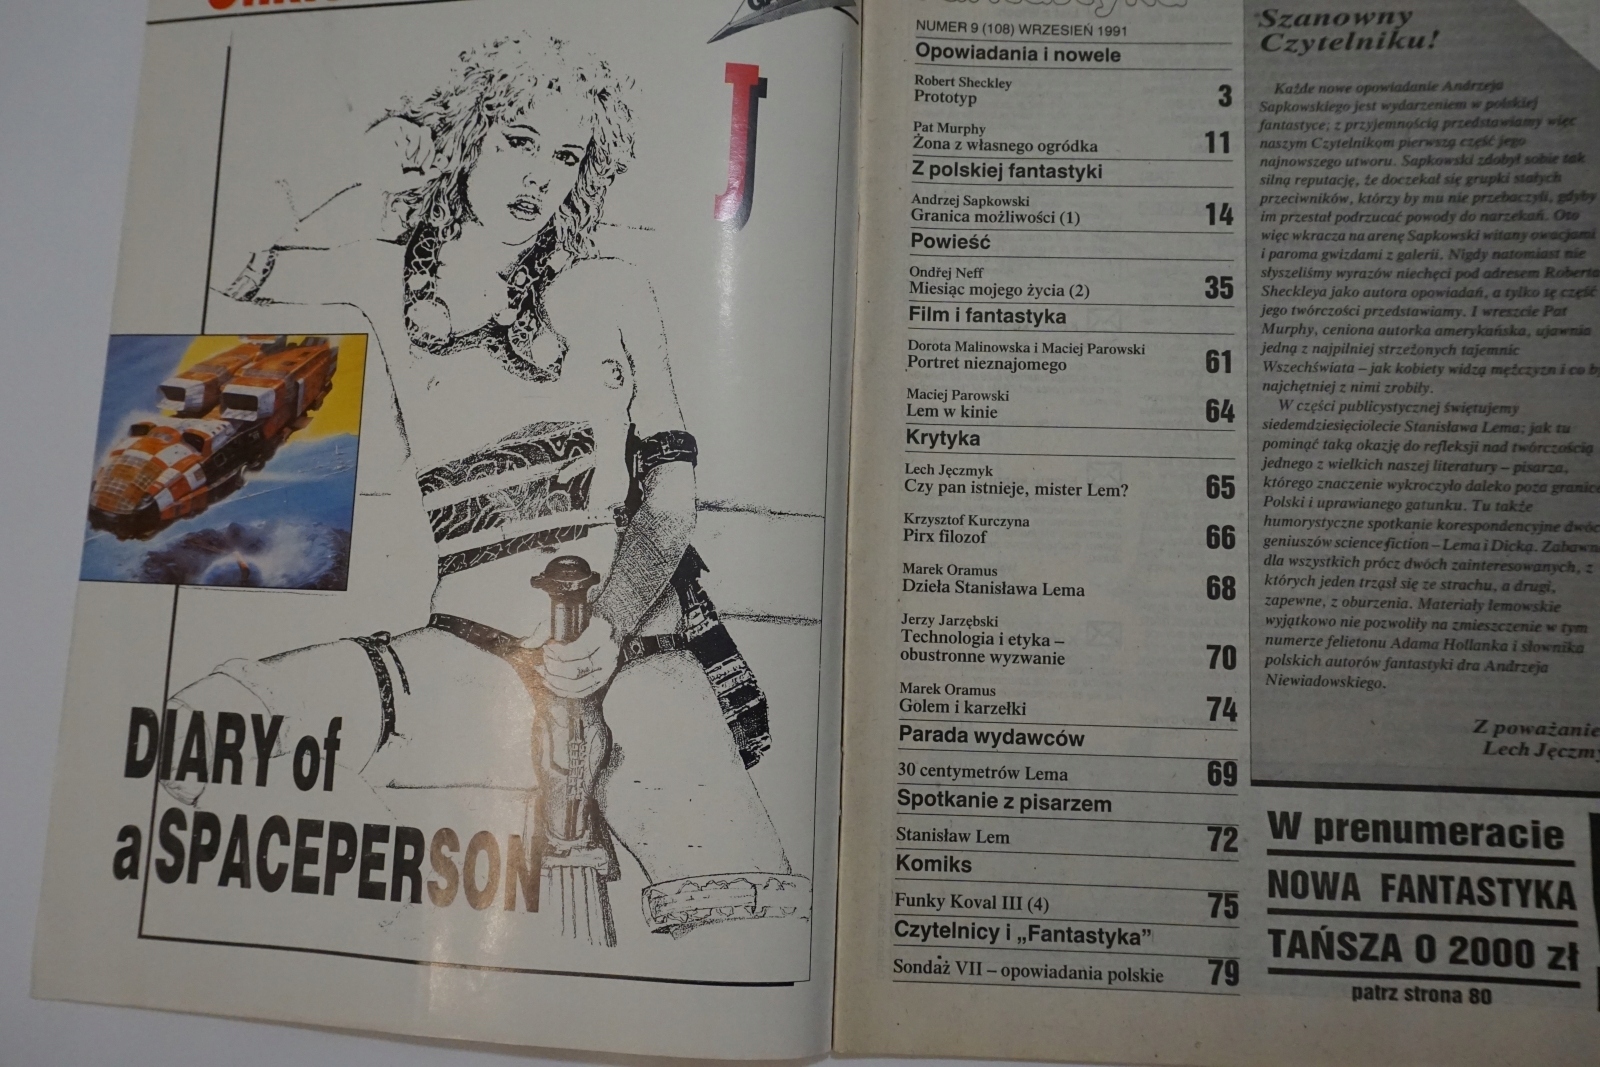 J
DIARY of
a SPACEPERSON
NUMER 9 (108) WRZESIEŃ 1991
Opowiadania i nowele
Robert Sheckley
Prototyp 3
Pat Murphy
Żona z własnego ogródka 11
Z polskiej fantastyki
Andrzej Sapkowski
Granica możliwości (1) 14
Powieść
Ondřej Neff
Miesiąc mojego życia (2) 35
Film i fantastyka
Dorota Malinowska i Maciej Parowski
Portret nieznajomego 61
Maciej Parowski
Lem w kinie 64
Krytyka
Lech Jęczmyk
Czy pan istnieje, mister Lem? 65
Krzysztof Kurczyna
Pirx filozof 66
Marek Oramus
Dzieła Stanisława Lema 68
Jerzy Jarzębski
Technologia i etyka –
obustronne wyzwanie 70
Marek Oramus
Golem i karzełki 74
Parada wydawców
30 centymetrów Lema 69
Spotkanie z pisarzem
Stanisław Lem 72
Komiks
Funky Koval III (4) 75
Czytelnicy i „Fantastyka”
Sondaż VII – opowiadania polskie 79
Szanowny
Czytelniku!
Każde nowe opowiadanie Andrzeja
Sapkowskiego jest wydarzeniem w polskiej
fantastyce; z przyjemnością przedstawiamy więc
naszym Czytelnikom pierwszą część jego
najnowszego utworu. Sapkowski zdobył sobie tak
silną reputację, że doczekał się grupki stałych
przeciwników, którzy by mu nie przebaczyli, gdyby
im przestał podrzucać powody do narzekań. Oto
więc wkracza na arenę Sapkowski witany owacjami
i paroma gwizdami z galerii. Nigdy natomiast nie
słyszeliśmy wyrazów niechęci pod adresem Roberta
Sheckleya jako autora opowiadań, a tylko tę część
jego twórczości przedstawiamy. I wreszcie Pat
Murphy, ceniona autorka amerykańska, ujawnia
jedną z najpilniej strzeżonych tajemnic
Wszechświata – jak kobiety widzą mężczyzn i co by
najchętniej z nimi zrobiły.
W części publicystycznej świętujemy
siedemdziesięciolecie Stanisława Lema; jak tu
pominąć taką okazję do refleksji nad twórczością
jednego z wielkich naszej literatury – pisarza,
którego znaczenie wykroczyło daleko poza granice
Polski i uprawianego gatunku. Tu także
humorystyczne spotkanie korespondencyjne dwóc
geniuszów science fiction – Lema i Dicka. Zabawn
dla wszystkich prócz dwóch zainteresowanych, z
których jeden trząsł się ze strachu, a drugi,
zapewne, z oburzenia. Materiały lemowskie
wyjątkowo nie pozwoliły na zmieszczenie w tym
numerze felietonu Adama Hollanka i słownika
polskich autorów fantastyki dra Andrzeja
Niewiadowskiego.
Z poważanie
Lech Jęczmy
W prenumeracie
NOWA FANTASTYKA
TAŃSZA O 2000 zł
patrz strona 80